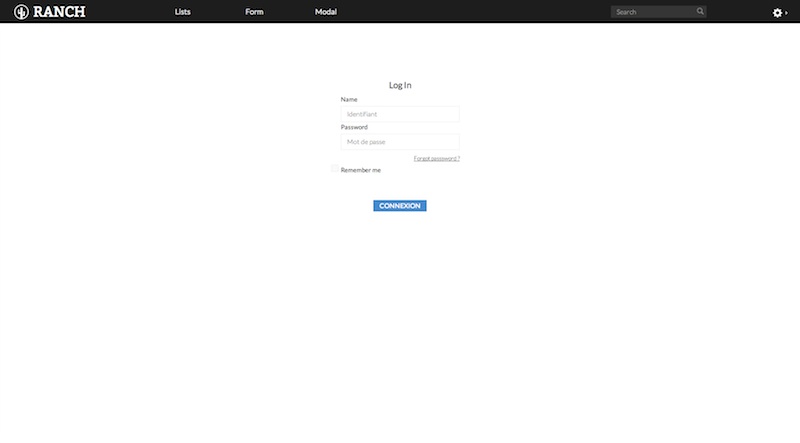 RANCH Lists Form Modal Search
Log In
Name
Identifiant
Password
Mot de passe
Forgot password ?
Remember me
CONNEXION